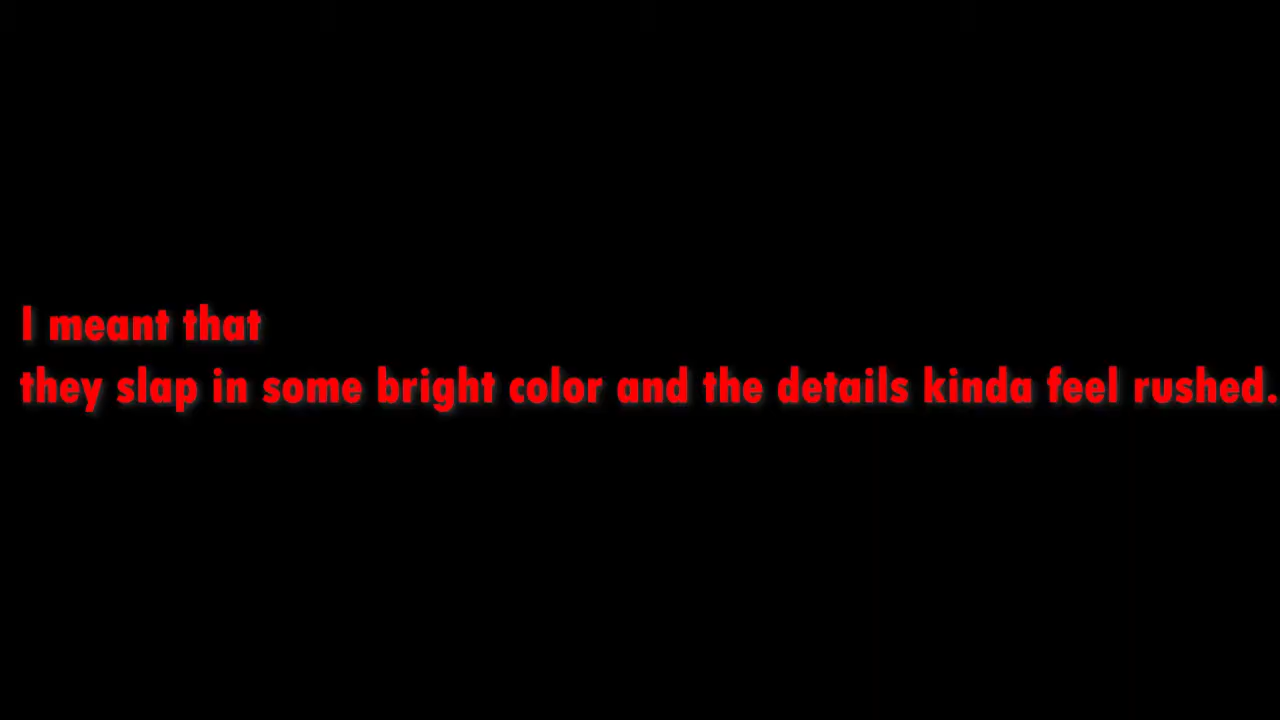 I meant that
they slap in some bright color and the details kinda feel rushed.